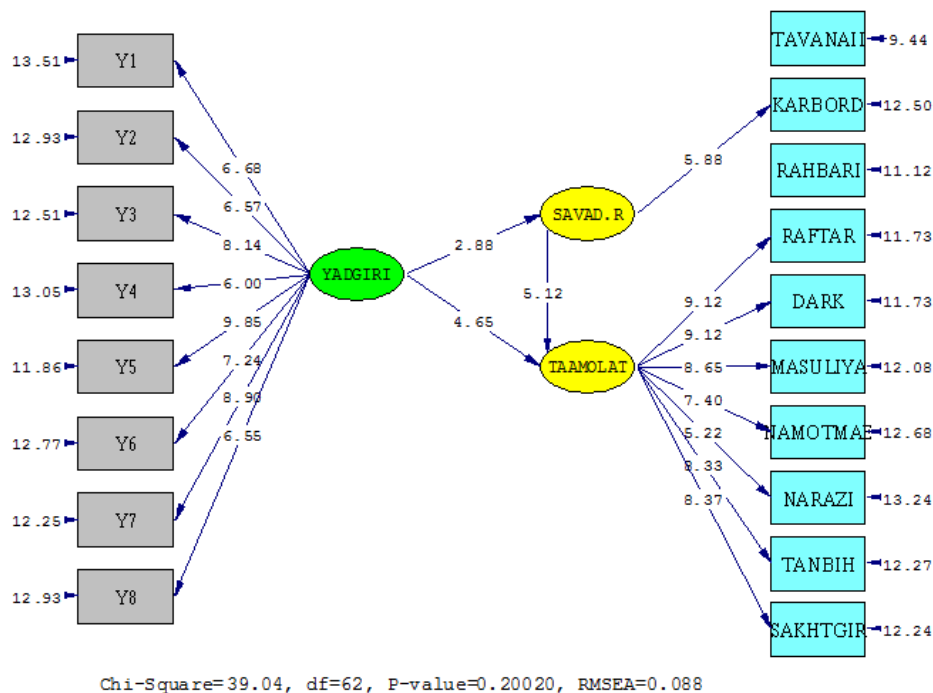 13.51 Y1
12.93 Y2
12.51 Y3
13.05 Y4
11.86 Y5
12.77 Y6
12.25 Y7
12.93 Y8
6.68
6.57
8.14
6.00
9.85
7.24
8.90
6.55
YADGIRI
2.88
4.65
SAVAD.R
5.12
TAAMOLAT
5.88
9.12
9.12
8.65
7.40
5.22
8.33
8.37
TAVANAII 9.44
KARBORD 12.50
RAHBARI 11.12
RAFTAR 11.73
DARK 11.73
MASULIYA 12.08
NAMOTMAE 12.68
NARAZI 13.24
TANBIH 12.27
SAKHTGIR 12.24
Chi-Square=39.04, df=62, P-value=0.20020, RMSEA=0.088